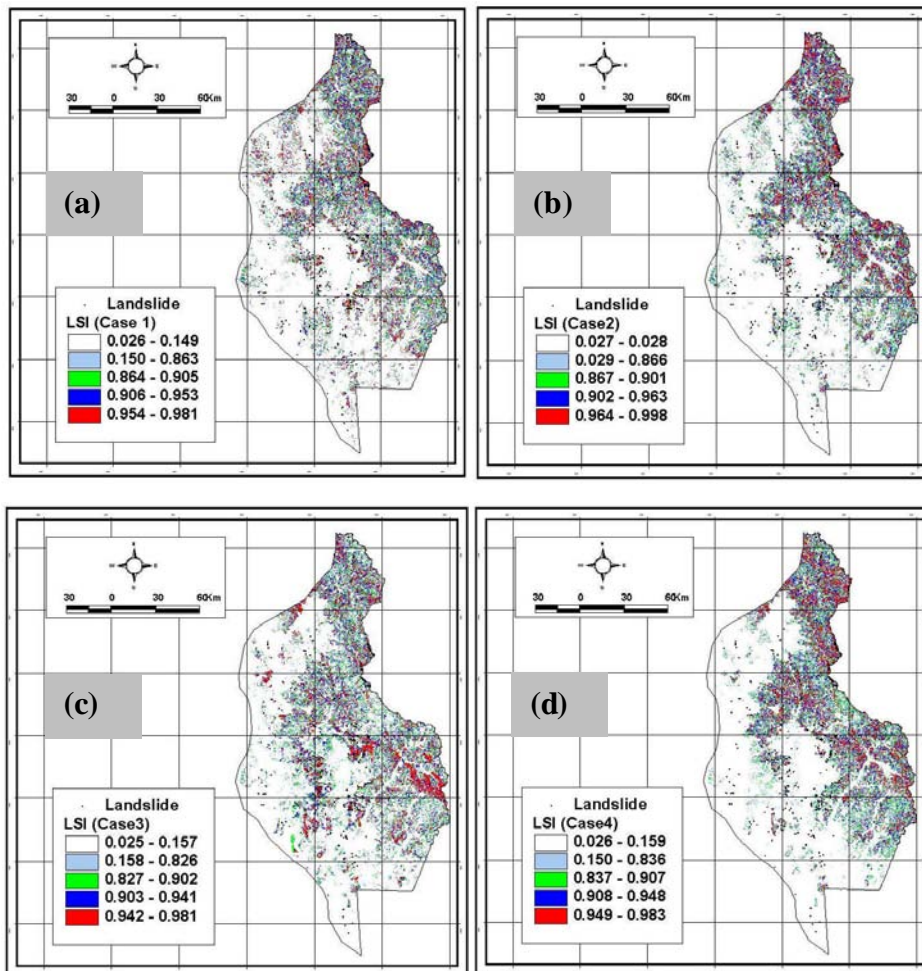 30 0 30 60Km
(a)
Landslide
LSI (Case 1)
0.026 - 0.149
0.150 - 0.863
0.864 - 0.905
0.906 - 0.953
0.954 - 0.981
30 0 30 60Km
(b)
Landslide
LSI (Case2)
0.027 - 0.028
0.029 - 0.866
0.867 - 0.901
0.902 - 0.963
0.964 - 0.998
30 0 30 60Km
(c)
Landslide
LSI (Case3)
0.025 - 0.157
0.158 - 0.826
0.827 - 0.902
0.903 - 0.941
0.942 - 0.981
30 0 30 60Km
(d)
Landslide
LSI (Case4)
0.026 - 0.159
0.150 - 0.836
0.837 - 0.907
0.908 - 0.948
0.949 - 0.983